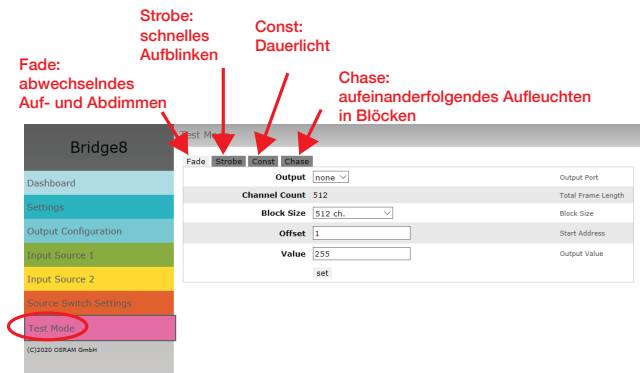 Strobe:
schnelles
Aufblinken
Const:
Dauerlicht
Fade:
abwechselndes
Auf- und Abdimmen
Chase:
aufeinanderfolgendes Aufleuchten
in Blöcken
Bridge8
Dashboard
Settings
Output Configuration
Input Source 1
Input Source 2
Source Switch Settings
Test Mode
(C)2020 OSRAM GmbH
Test
Fade Strobe Const Chase
Output none Output Port
Channel Count 512 Total Frame Length
Block Size 512 ch. Block Size
Offset 1 Start Address
Value 255 Output Value
set